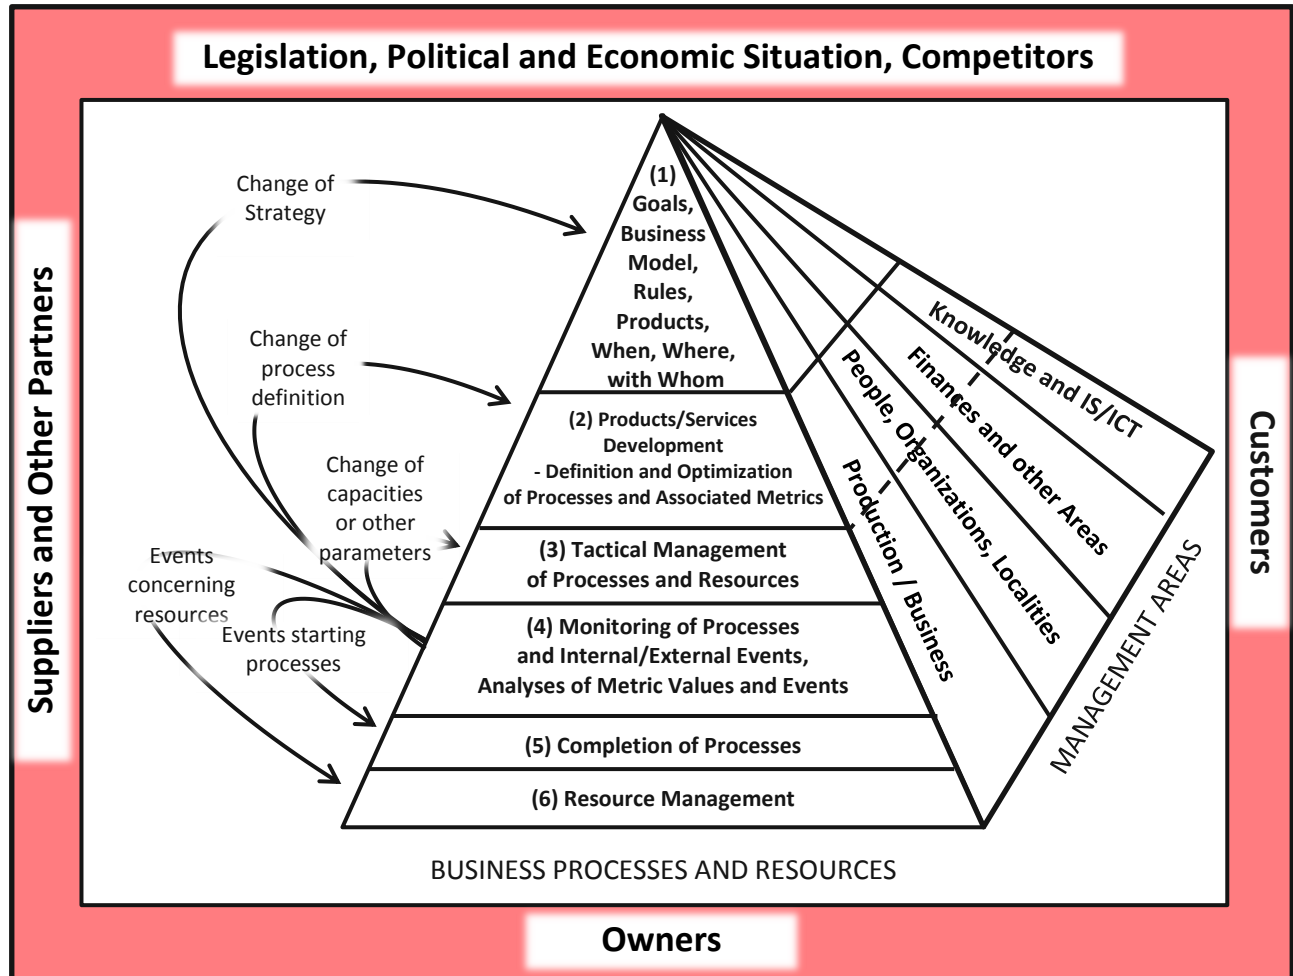 Legislation, Political and Economic Situation, Competitors
Suppliers and Other Partners
Change of
Strategy
Change of
process
definition
Change of
capacities
or other
parameters
Events
concerning
resources
Events starting
processes
(1)
Goals,
Business
Model,
Rules,
Products,
When, Where,
with Whom
(2) Products/Services
Development
- Definition and Optimization
of Processes and Associated Metrics
(3) Tactical Management
of Processes and Resources
(4) Monitoring of Processes
and Internal/External Events,
Analyses of Metric Values and Events
(5) Completion of Processes
(6) Resource Management
Production / Business
People, Organizations, Localities
Finances and other Areas
Knowledge and IS/ICT
MANAGEMENT AREAS
Customers
BUSINESS PROCESSES AND RESOURCES
Owners